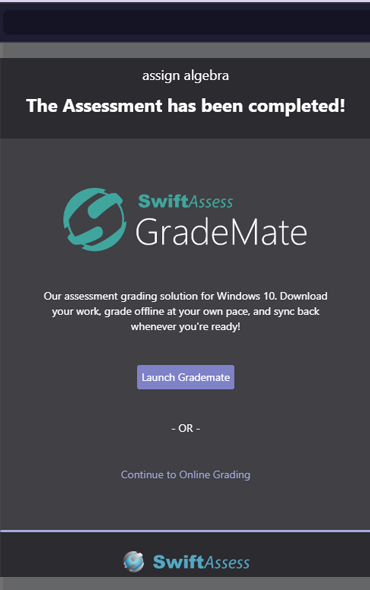 assign algebra
The Assessment has been completed!
SwiftAssess
GradeMate
Our assessment grading solution for Windows 10. Download
your work, grade offline at your own pace, and sync back
whenever you're ready!
Launch Grademate
- OR -
Continue to Online Grading
SwiftAssess